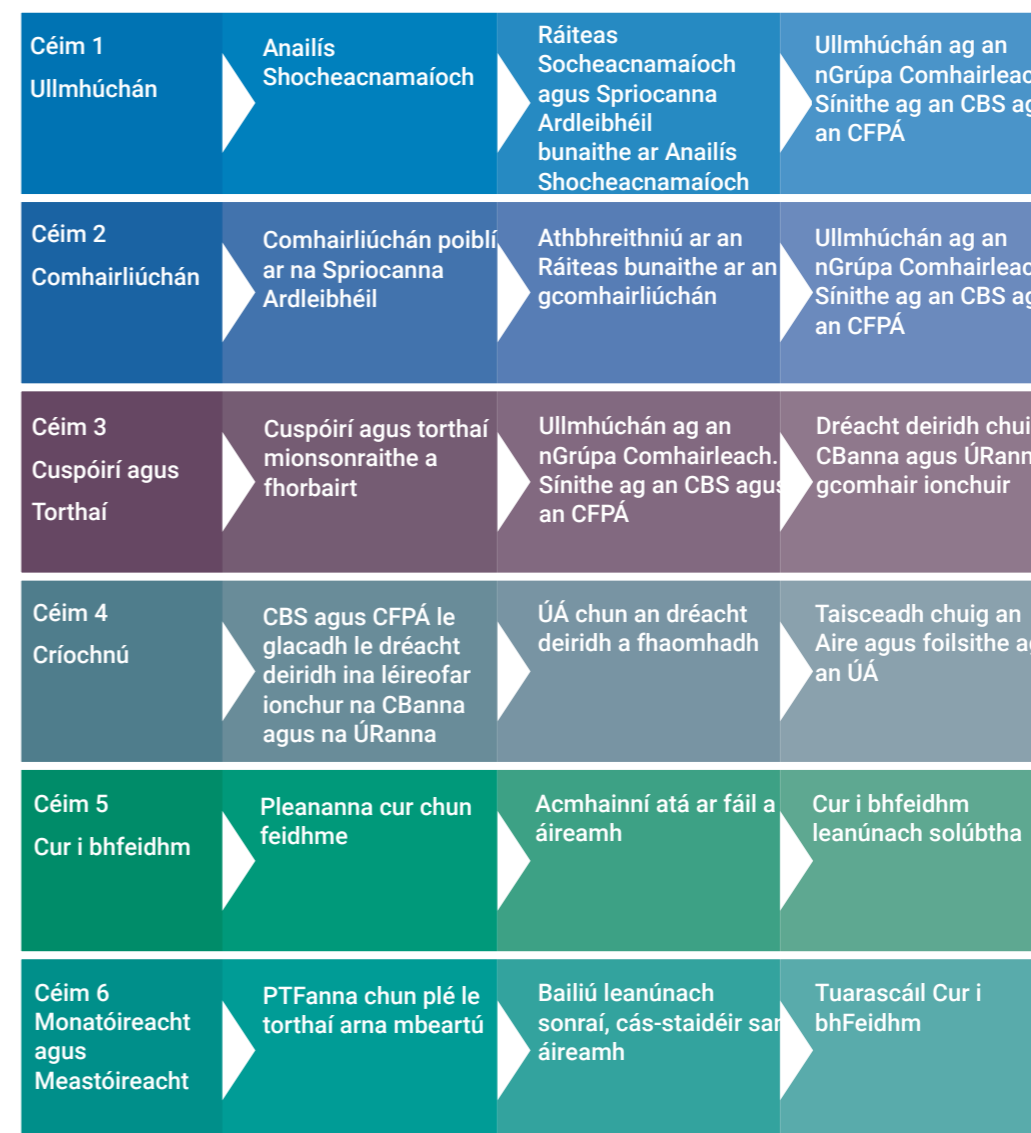 Céim 1
Ullmhúchán
Anailís
Shocheacnamaíoch
Ráiteas
Socheacnamaíoch
agus Spriocanna
Ardleibhéil
bunaithe ar Anailís
Shocheacnamaíoch
Ullmhúchán ag an
nGrúpa
Sínithe ag an CBS
an CFPÁ
Céim 2
Comhairliúchán
Comhairliúchán poiblí
ar na Spriocanna
Ardleibhéil
Athbhreithniú ar an
Ráiteas bunaithe ar an
gcomhairliúchán
Ullmhúchán ag an
nGrúpa
Sínithe ag an CBS
an CFPÁ
Céim 3
Cuspóirí agus
Torthaí
Cuspóirí agus torthaí
mionsonraithe a
fhorbairt
Ullmhúchán ag an
nGrúpa Comhairleach.
Sínithe ag an CBS agus
an CFPÁ
Dréacht deiridh
CBanna agus
gcomhair ionchuir
Céim 4
Críochnú
CBS agus CFPÁ le
glacadh le dréacht
deiridh ina léireofar
ionchur na CBanna
agus na ÚRanna
ÚÁ chun an dréacht
deiridh a fhaomhadh
Taisceadh chuig an
Aire agus foilsithe
an ÚÁ
Céim 5
Cur i bhfeidhm
Pleananna cur chun
feidhme
Acmhainní atá ar fáil a
áireamh
Cur i bhfeidhm
leanúnach solúbtha
Céim 6
Monatóireacht
agus
Meastóireacht
PTFanna chun plé le
torthaí arna mbeartú
Bailiú leanúnach
sonraí, cás-staidéir
áireamh
Tuarascáil Cur i
bhFeidhm